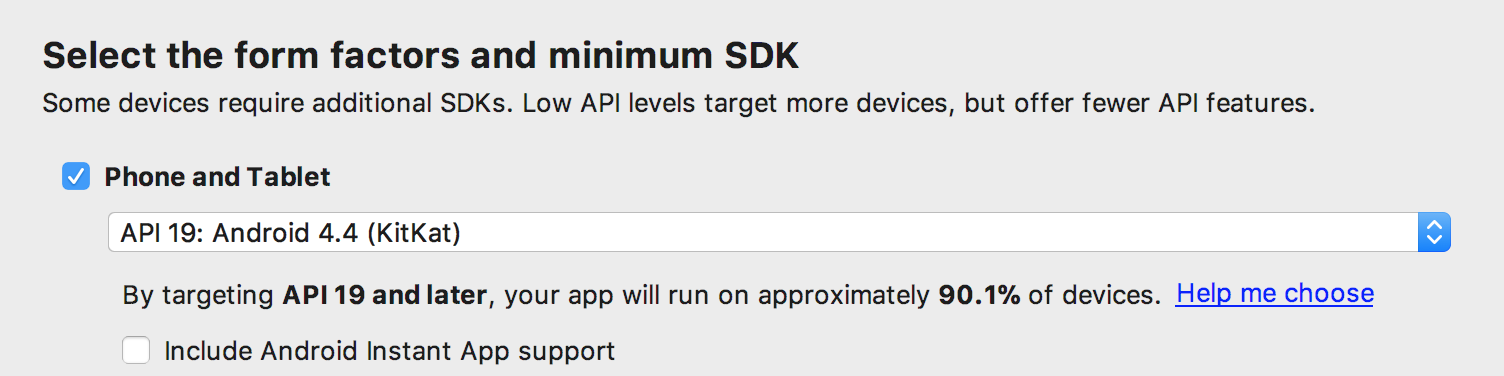 Select the form factors and minimum SDK
Some devices require additional SDKs. Low API levels target more devices, but offer fewer API features.
Phone and Tablet
API 19: Android 4.4 (KitKat)
By targeting API 19 and later, your app will run on approximately 90.1% of devices. Help me choose
Include Android Instant App support